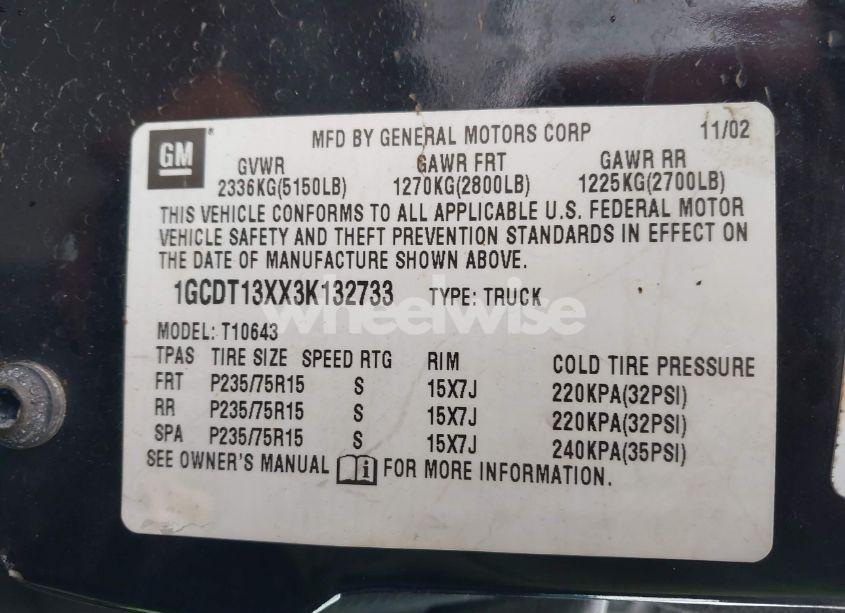 GM
MFD BY GENERAL MOTORS CORP 11/02
GVWR GAWR FRT GAWR RR
2336KG(5150LB) 1270KG(2800LB) 1225KG(2700LB)
THIS VEHICLE CONFORMS TO ALL APPLICABLE U.S. FEDERAL MOTOR
VEHICLE SAFETY AND THEFT PREVENTION STANDARDS IN EFFECT ON
THE DATE OF MANUFACTURE SHOWN ABOVE.
1GCDT13XX3K132733 TYPE: TRUCK
wheelwise
MODEL: T10643
TPAS TIRE SIZE SPEED RTG RIM COLD TIRE PRESSURE
FRT P235/75R15 S 15X7J 220KPA(32PSI)
RR P235/75R15 S 15X7J 220KPA(32PSI)
SPA P235/75R15 S 15X7J 240KPA(35PSI)
SEE OWNER'S MANUAL i FOR MORE INFORMATION.